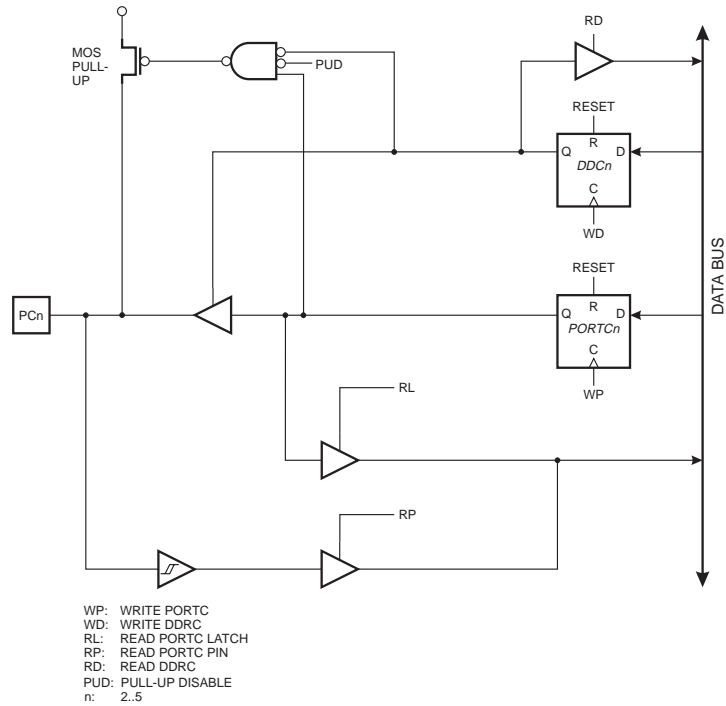 MOS
PULL-
UP
PUD
RD
RESET
R
Q
D
DDCn
C
WD
RESET
R
Q
D
PORTCn
C
WP
PCn
DATA BUS
RL
RP
WP: WRITE PORTC
WD: WRITE DDRC
RL: READ PORTC LATCH
RP: READ PORTC PIN
RD: READ DDRC
PUD: PULL-UP DISABLE
n: 2..5